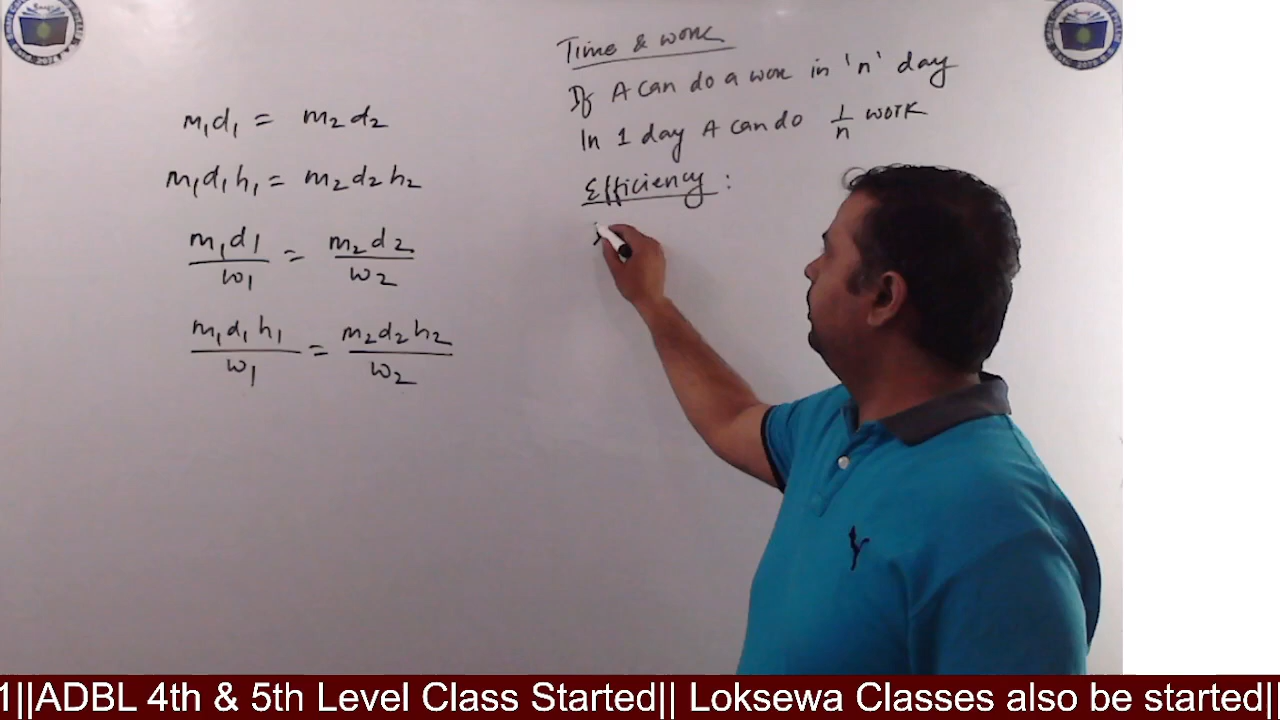 m₁d₁ = m₂d₂
m₁d₁h₁ = m₂d₂h₂
m₁d₁/w₁ = m₂d₂/w₂
m₁d₁h₁/w₁ = m₂d₂h₂/w₂
Time & work
If A can do a wor in 'n' day
In 1 day A can do 1/n work
Efficiency :
1||ADBL 4th & 5th Level Class Started|| Loksewa Classes also be started|